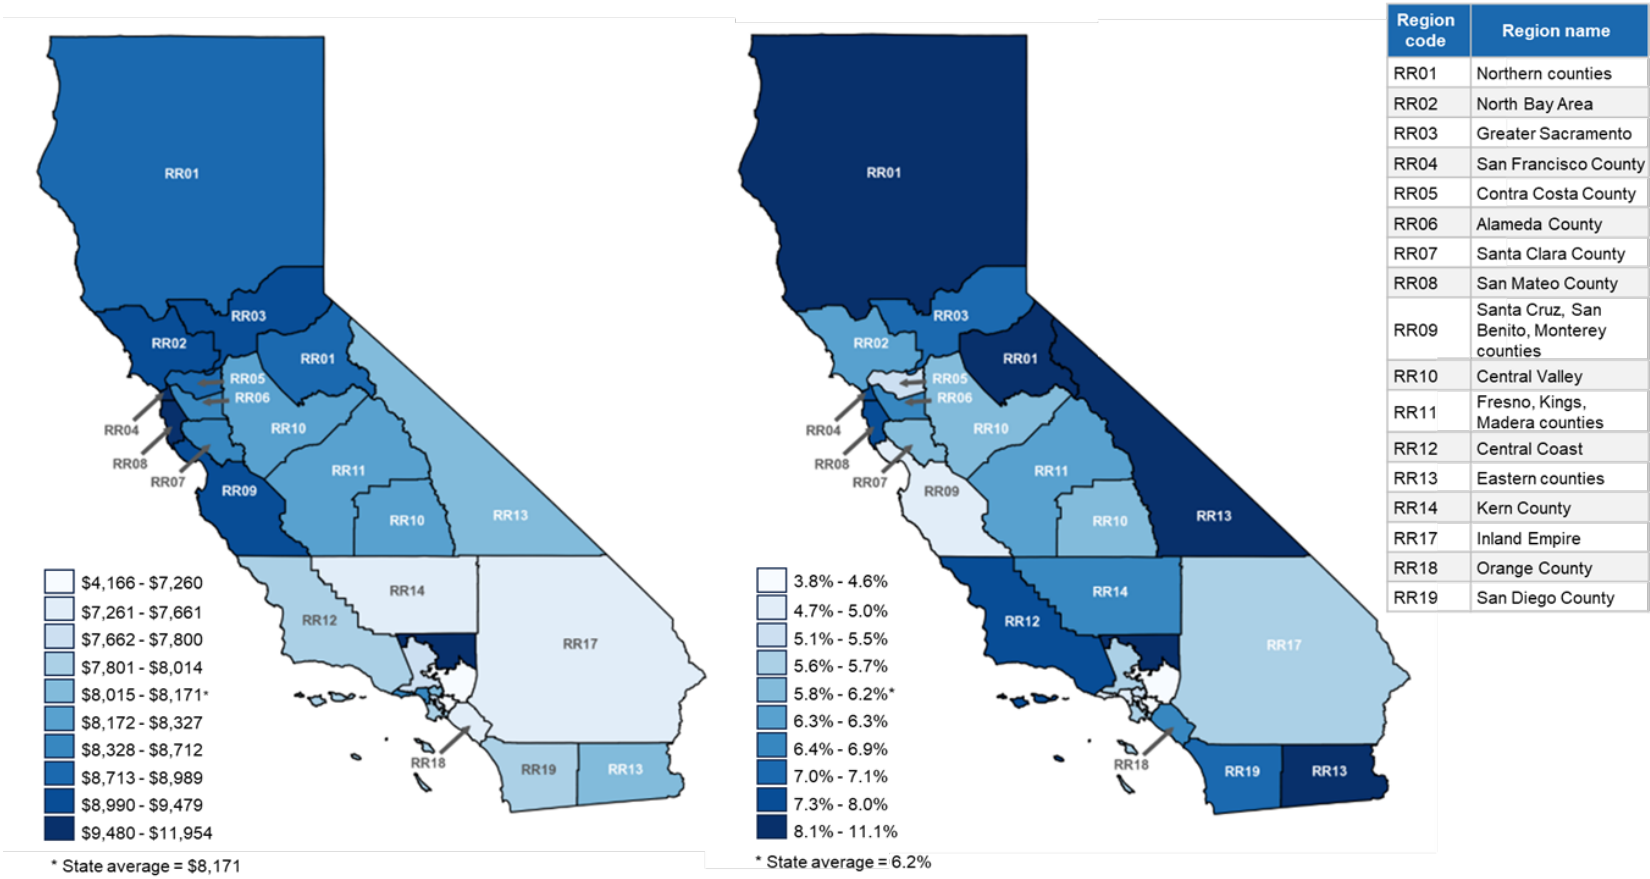 RR01
RR03
RR02
RR01
RR05
RR06
RR04
RR10
RR08
RR11
RR07
RR09
RR10
RR13
RR14
RR12
RR17
RR18
RR19
RR13
$4,166 - $7,260
$7,261 - $7,661
$7,662 - $7,800
$7,801 - $8,014
$8,015 - $8,171*
$8,172 - $8,327
$8,328 - $8,712
$8,713 - $8,989
$8,990 - $9,479
$9,480 - $11,954
* State average = $8,171
RR01
RR03
RR02
RR01
RR05
RR06
RR04
RR10
RR08
RR11
RR07
RR09
RR10
RR13
RR14
RR12
RR17
RR18
RR19
RR13
3.8% - 4.6%
4.7% - 5.0%
5.1% - 5.5%
5.6% - 5.7%
5.8% - 6.2%*
6.3% - 6.3%
6.4% - 6.9%
7.0% - 7.1%
7.3% - 8.0%
8.1% - 11.1%
* State average = 6.2%
Region code Region name
RR01 Northern counties
RR02 North Bay Area
RR03 Greater Sacramento
RR04 San Francisco County
RR05 Contra Costa County
RR06 Alameda County
RR07 Santa Clara County
RR08 San Mateo County
RR09 Santa Cruz, San
Benito, Monterey
counties
RR10 Central Valley
RR11 Fresno, Kings,
Madera counties
RR12 Central Coast
RR13 Eastern counties
RR14 Kern County
RR17 Inland Empire
RR18 Orange County
RR19 San Diego County